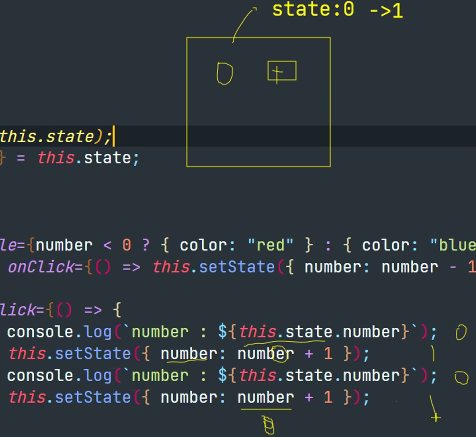 state:0 ->1
0 +
this.state);
} = this.state;
le={number < 0 ? { color: "red" } : { color: "blue
onClick={() => this.setState({ number: number - 1
lick={() => {
console.log(`number : ${this.state.number}`); 0
this.setState({ number: number + 1 }); 1
console.log(`number : ${this.state.number}`); 0
this.setState({ number: number + 1 }); 1